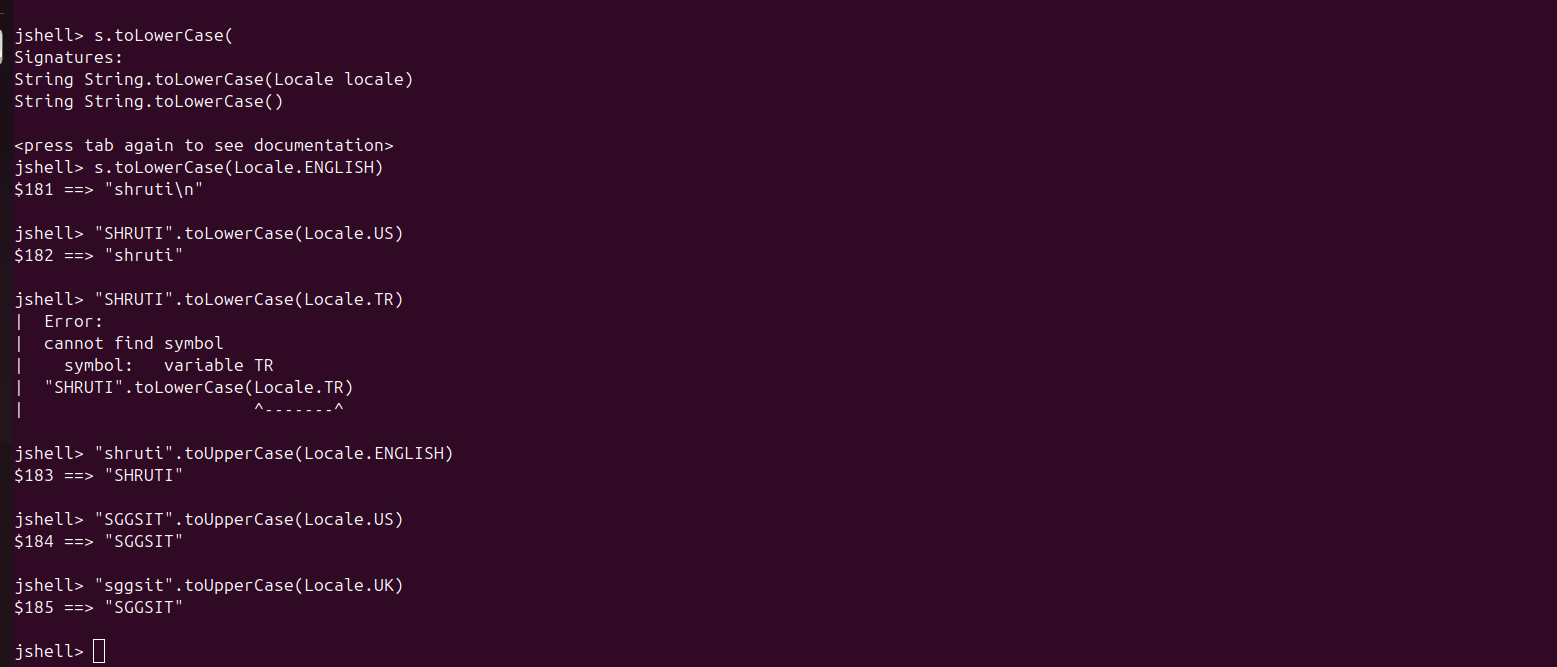 jshell> s.toLowerCase(
Signatures:
String String.toLowerCase(Locale locale)
String String.toLowerCase()
<press tab again to see documentation>
jshell> s.toLowerCase(Locale.ENGLISH)
$181 ==> "shruti\n"
jshell> "SHRUTI".toLowerCase(Locale.US)
$182 ==> "shruti"
jshell> "SHRUTI".toLowerCase(Locale.TR)
|  Error:
|  cannot find symbol
|    symbol:   variable TR
|  "SHRUTI".toLowerCase(Locale.TR)
|                       ^-------^
jshell> "shruti".toUpperCase(Locale.ENGLISH)
$183 ==> "SHRUTI"
jshell> "SGGSIT".toUpperCase(Locale.US)
$184 ==> "SGGSIT"
jshell> "sggsit".toUpperCase(Locale.UK)
$185 ==> "SGGSIT"
jshell>